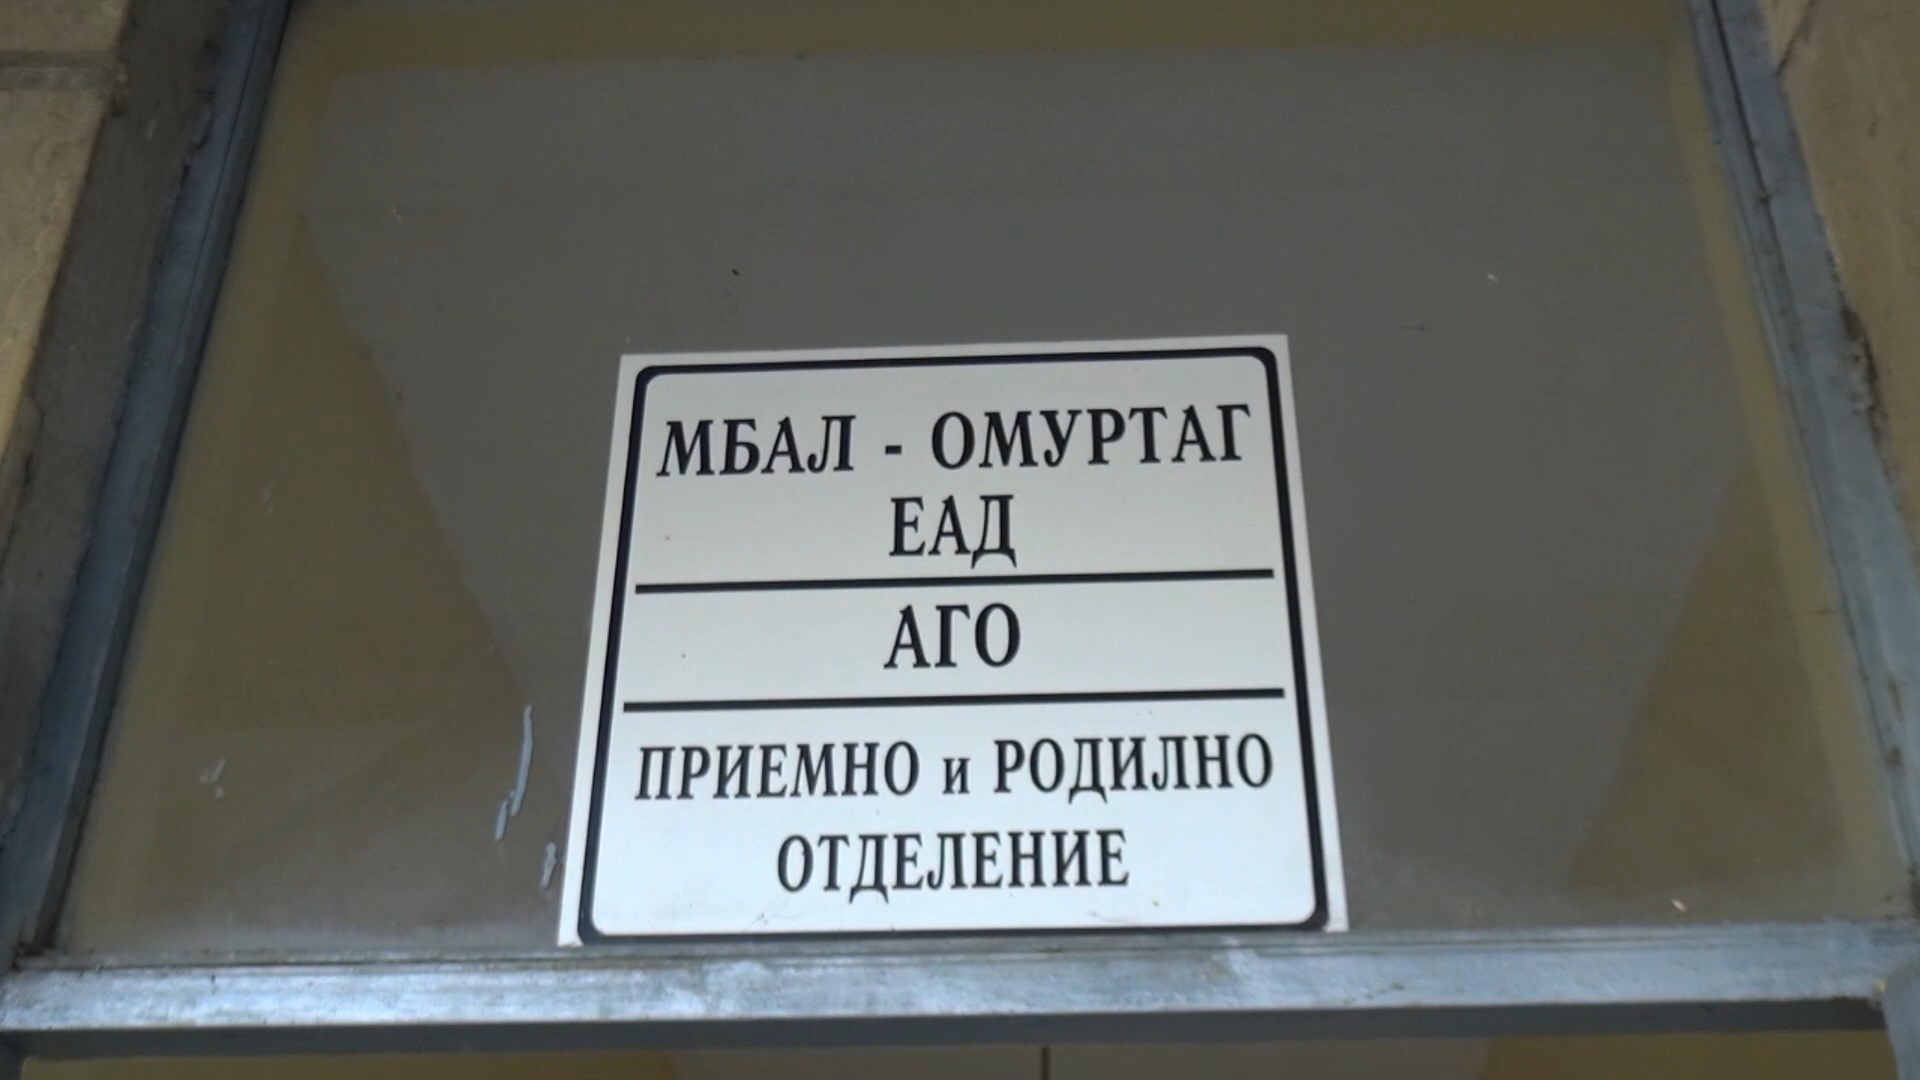 МБАЛ - ОМУРТАГ
ЕАД
АГО
ПРИЕМНО и РОДИЛНО
ОТДЕЛЕНИЕ